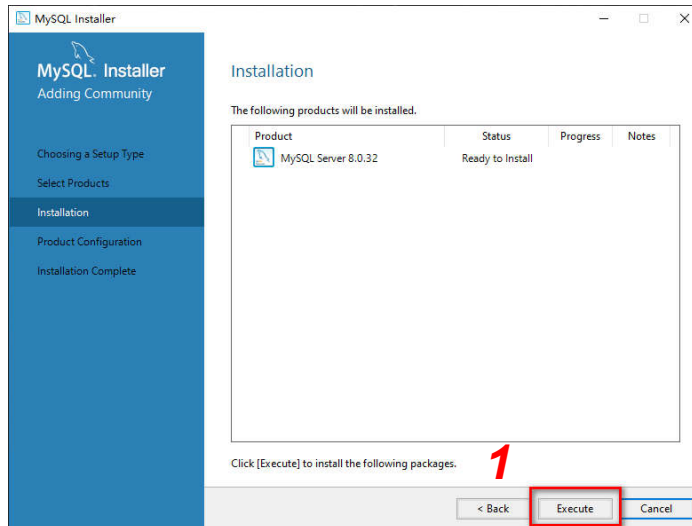 MySQL Installer
MySQL. Installer
Adding Community
Choosing a Setup Type
Select Products
Installation
Product Configuration
Installation Complete
Installation
The following products will be installed.
Product Status Progress Notes
MySQL Server 8.0.32 Ready to Install
Click [Execute] to install the following packages.
1
< Back Execute Cancel